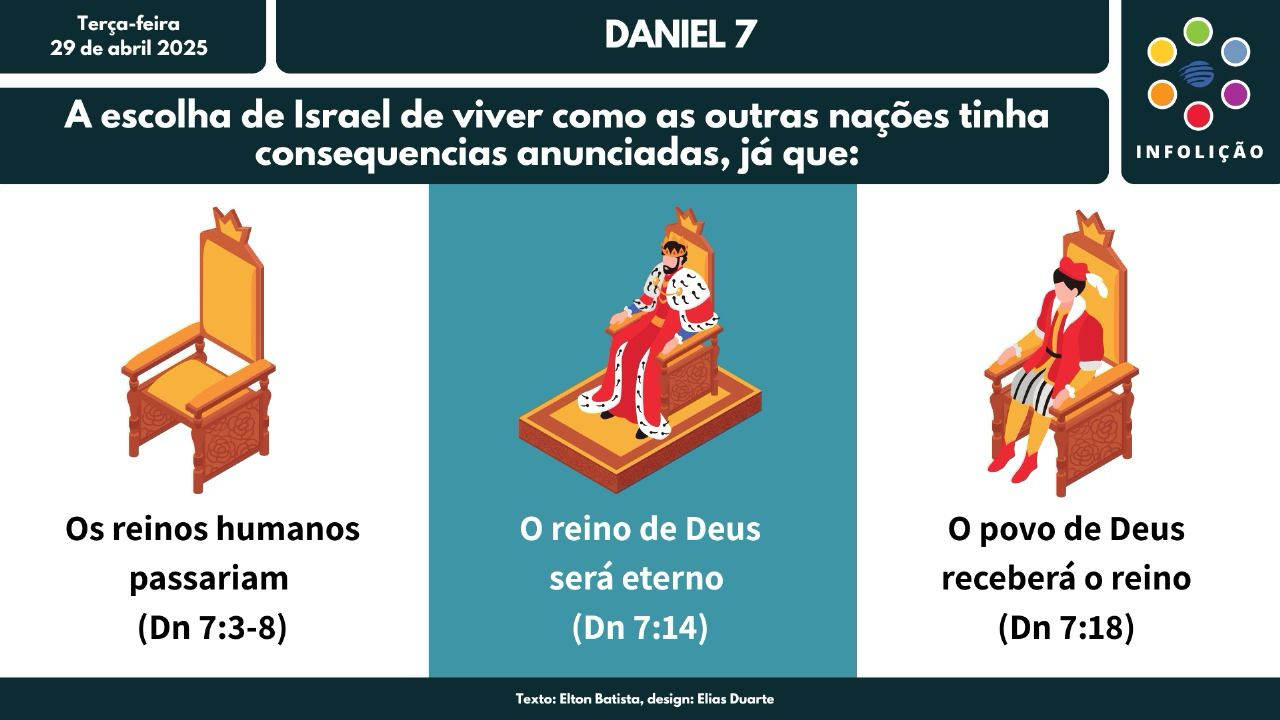 Terça-feira
29 de abril 2025
DANIEL 7
INFOLIÇÃO
A escolha de Israel de viver como as outras nações tinha
consequencias anunciadas, já que:
Os reinos humanos
passariam
(Dn 7:3-8)
O reino de Deus
será eterno
(Dn 7:14)
O povo de Deus
receberá o reino
(Dn 7:18)
Texto: Elton Batista, design: Elias Duarte